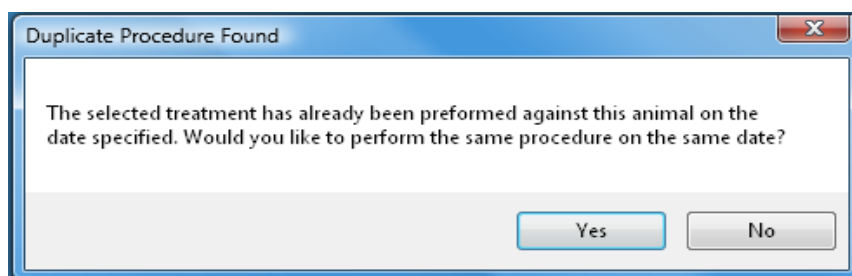 Duplicate Procedure Found
The selected treatment has already been preformed against this animal on the
date specified. Would you like to perform the same procedure on the same date?
Yes
No